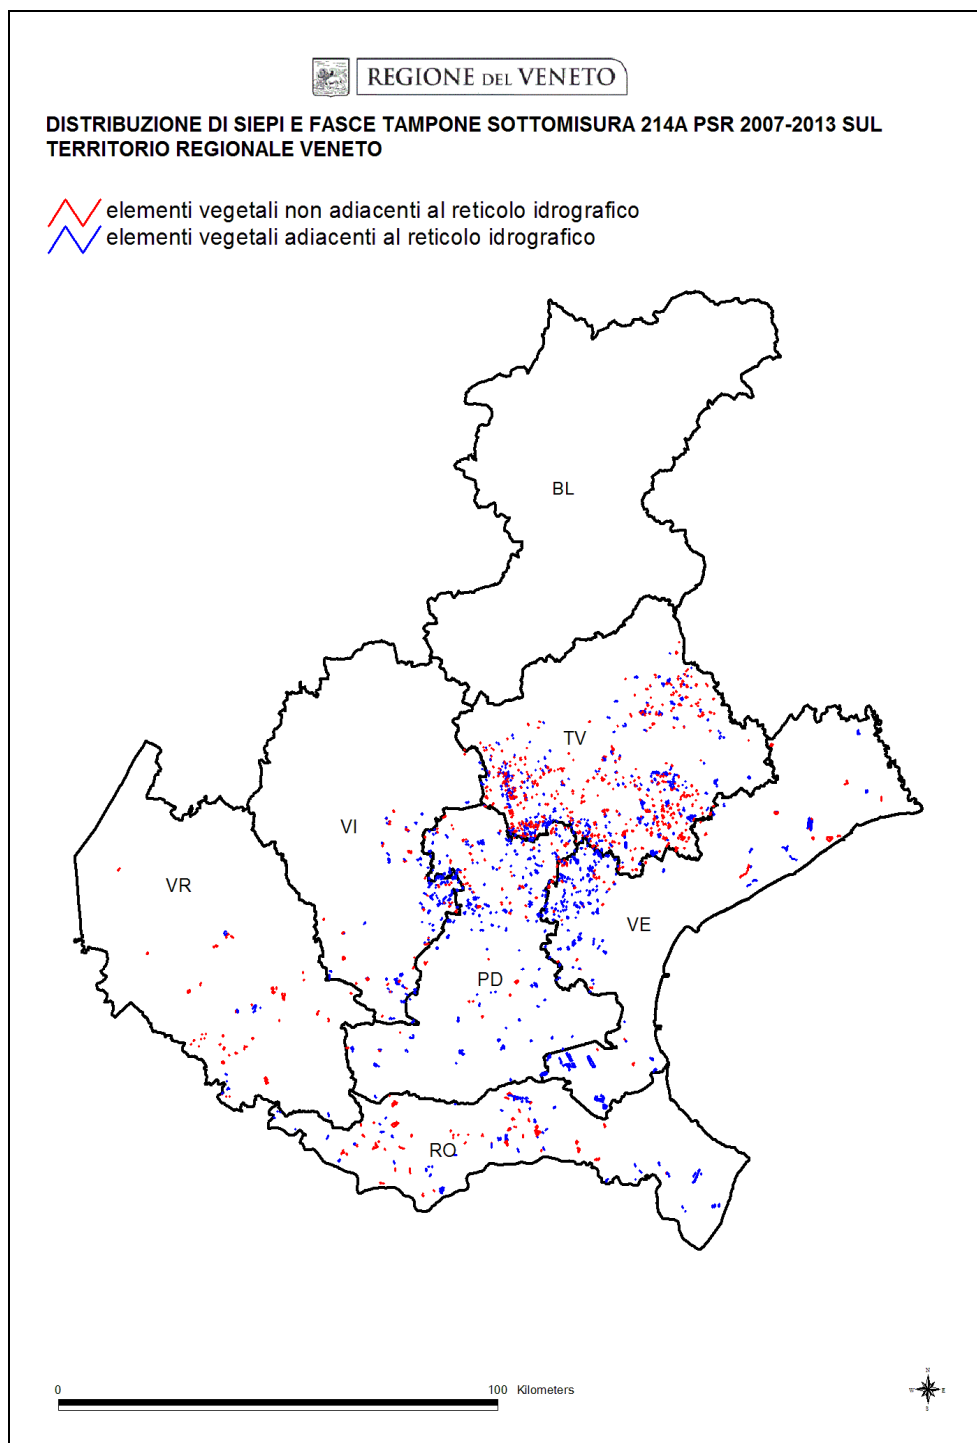 REGIONE DEL VENETO
DISTRIBUZIONE DI SIEPI E FASCE TAMPONE SOTTOMISURA 214A PSR 2007-2013 SUL
TERRITORIO REGIONALE VENETO
elementi vegetali non adiacenti al reticolo idrografico
elementi vegetali adiacenti al reticolo idrografico
BL
TV
VI
VR
VE
PD
RO
0 100 Kilometers
N
W E
S